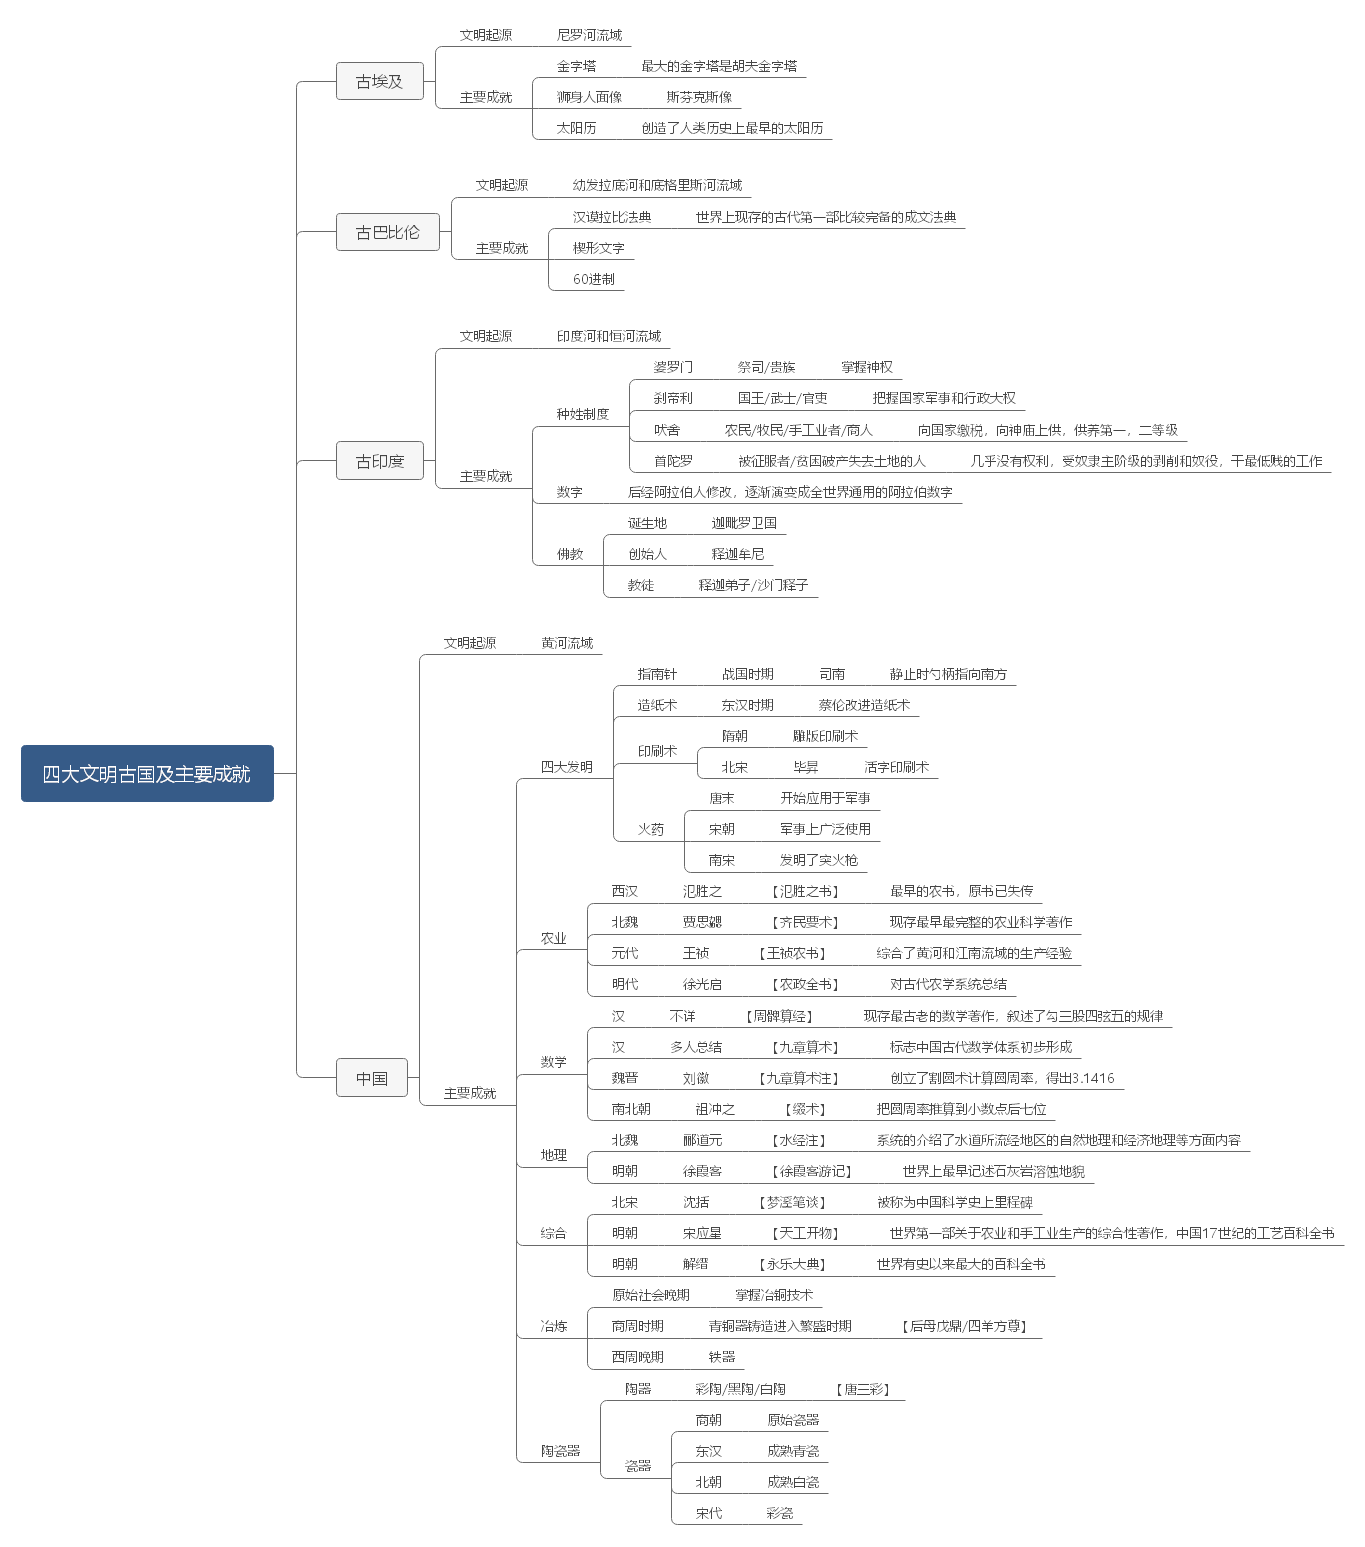 文明起源 尼罗河流域
金字塔 最大的金字塔是胡夫金字塔
古埃及
主要成就 狮身人面像 斯芬克斯像
太阳历 创造了人类历史上最早的太阳历
文明起源 幼发拉底河和底格里斯河流域
汉谟拉比法典 世界上现存的古代第一部比较完备的成文法典
古巴比伦
主要成就 楔形文字
60进制
文明起源 印度河和恒河流域
婆罗门 祭司/贵族 掌握神权
刹帝利 国王/武士/官吏 把握国家军事和行政大权
种姓制度
吠舍 农民/牧民/手工业者/商人 向国家缴税，向神庙上供，供养第一，二等级
古印度
首陀罗 被征服者/贫困破产失去土地的人 几乎没有权利，受奴隶主阶级的剥削和奴役，干最低贱的工作
主要成就
数字 后经阿拉伯人修改，逐渐演变成全世界通用的阿拉伯数字
诞生地 迦毗罗卫国
佛教 创始人 释迦牟尼
教徒 释迦弟子/沙门释子
文明起源 黄河流域
指南针 战国时期 司南 静止时勺柄指向南方
造纸术 东汉时期 蔡伦改进造纸术
隋朝 雕版印刷术
印刷术
四大文明古国及主要成就
四大发明
北宋 毕昇 活字印刷术
唐末 开始应用于军事
火药 宋朝 军事上广泛使用
南宋 发明了突火枪
西汉 氾胜之 【氾胜之书】 最早的农书，原书已失传
北魏 贾思勰 【齐民要术】 现存最早最完整的农业科学著作
农业
元代 王祯 【王祯农书】 综合了黄河和江南流域的生产经验
明代 徐光启 【农政全书】 对古代农学系统总结
汉 不详 【周髀算经】 现存最古老的数学著作，叙述了勾三股四弦五的规律
汉 多人总结 【九章算术】 标志中国古代数学体系初步形成
数学
中国
魏晋 刘徽 【九章算术注】 创立了割圆术计算圆周率，得出3.1416
主要成就
南北朝 祖冲之 【缀术】 把圆周率推算到小数点后七位
北魏 郦道元 【水经注】 系统的介绍了水道所流经地区的自然地理和经济地理等方面内容
地理
明朝 徐霞客 【徐霞客游记】 世界上最早记述石灰岩溶蚀地貌
北宋 沈括 【梦溪笔谈】 被称为中国科学史上里程碑
综合 明朝 宋应星 【天工开物】 世界第一部关于农业和手工业生产的综合性著作，中国17世纪的工艺百科全书
明朝 解缙 【永乐大典】 世界有史以来最大的百科全书
原始社会晚期 掌握冶铜技术
冶炼 商周时期 青铜器铸造进入繁盛时期 【后母戊鼎/四羊方尊】
西周晚期 铁器
陶器 彩陶/黑陶/白陶 【唐三彩】
商朝 原始瓷器
陶瓷器 东汉 成熟青瓷
瓷器
北朝 成熟白瓷
宋代 彩瓷